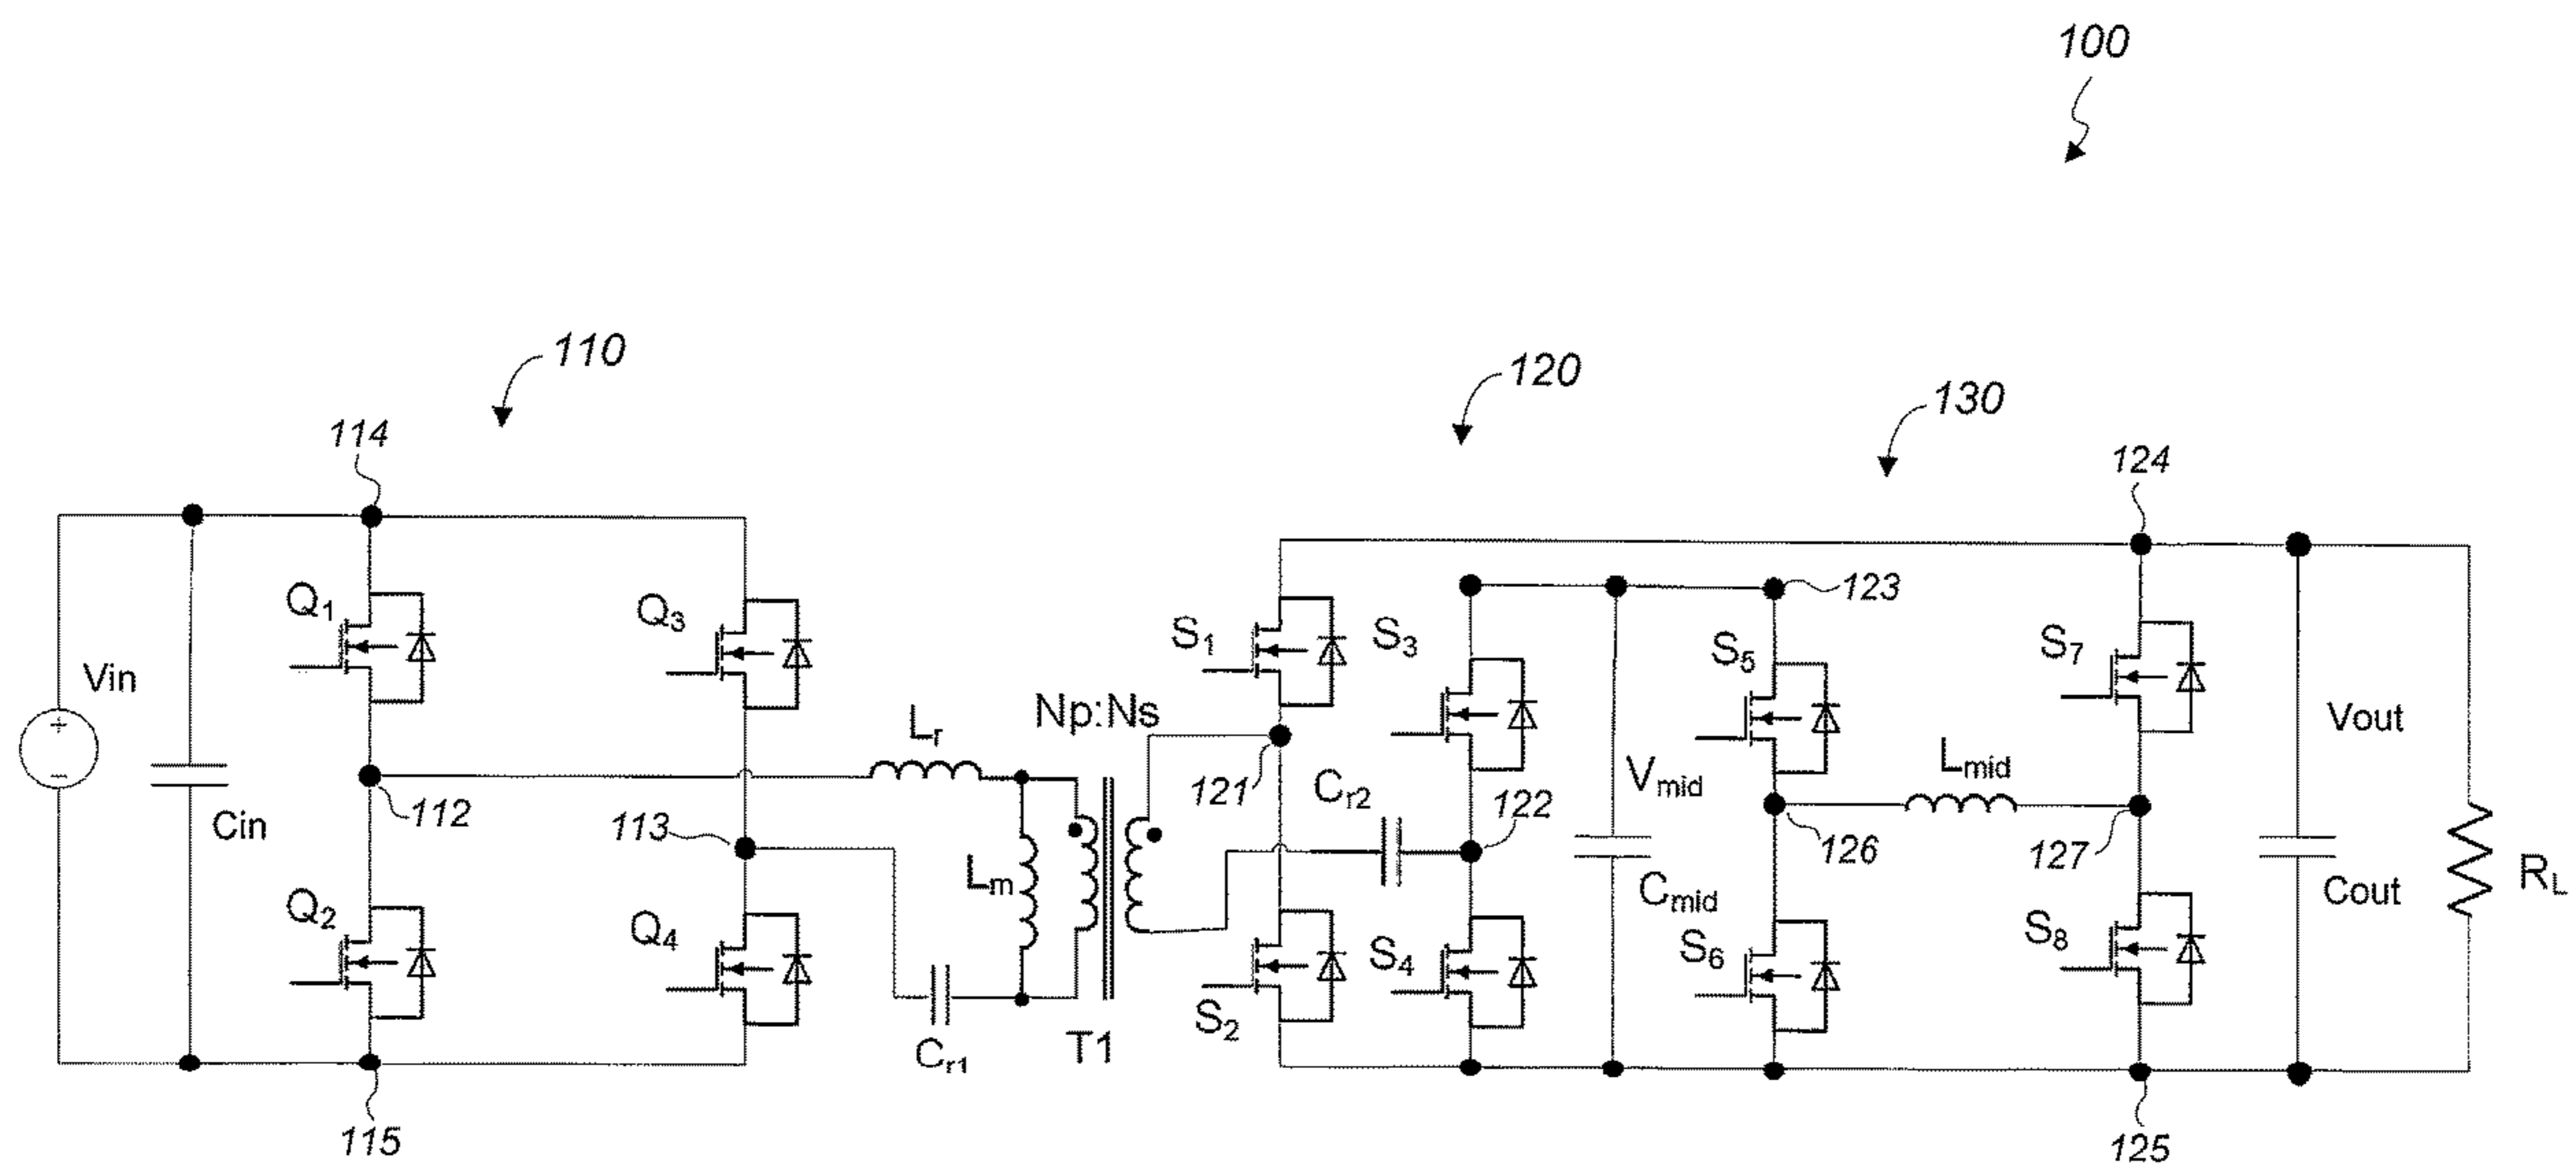 100
110
120
130
114
124
123
Q₁
Q₃
S₁
S₃
S₅
S₇
Vin
+
−
Np:Ns
Lᵣ
Cᵣ₂
Vmid
Lmid
Vout
121
122
112
Cin
113
126
127
Lm
Cmid
Cout
RL
Q₂
Q₄
S₄
S₆
S₈
S₂
Cᵣ₁
T1
115
125